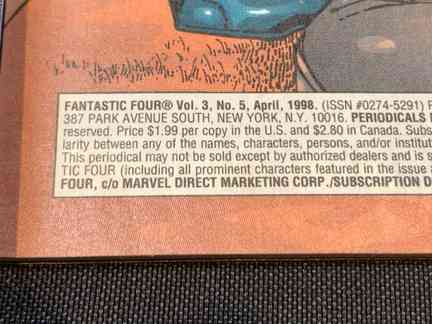 FANTASTIC FOUR® Vol. 3, No. 5, April, 1998. (ISSN #0274-5291)
387 PARK AVENUE SOUTH, NEW YORK, N.Y. 10016. PERIODICALS
reserved. Price $1.99 per copy in the U.S. and $2.80 in Canada.
larity between any of the names, characters, persons, and/or
This periodical may not be sold except by authorized dealers and is
TIC FOUR (including all prominent characters featured in the issue
FOUR, c/o MARVEL DIRECT MARKETING CORP./SUBSCRIPTION